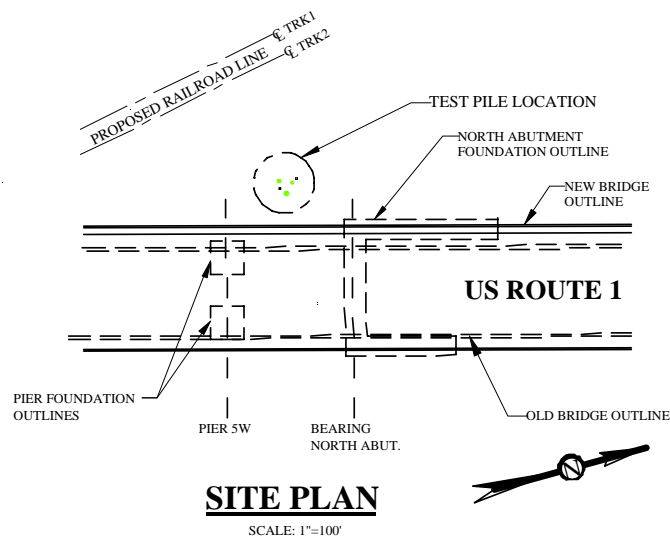 ℄ TRK1
℄ TRK2
PROPOSED RAILROAD LINE
TEST PILE LOCATION
NORTH ABUTMENT
FOUNDATION OUTLINE
NEW BRIDGE
OUTLINE
US ROUTE 1
PIER FOUNDATION
OUTLINES
PIER 5W
BEARING
NORTH ABUT.
OLD BRIDGE OUTLINE
N
SITE PLAN
SCALE: 1"=100'